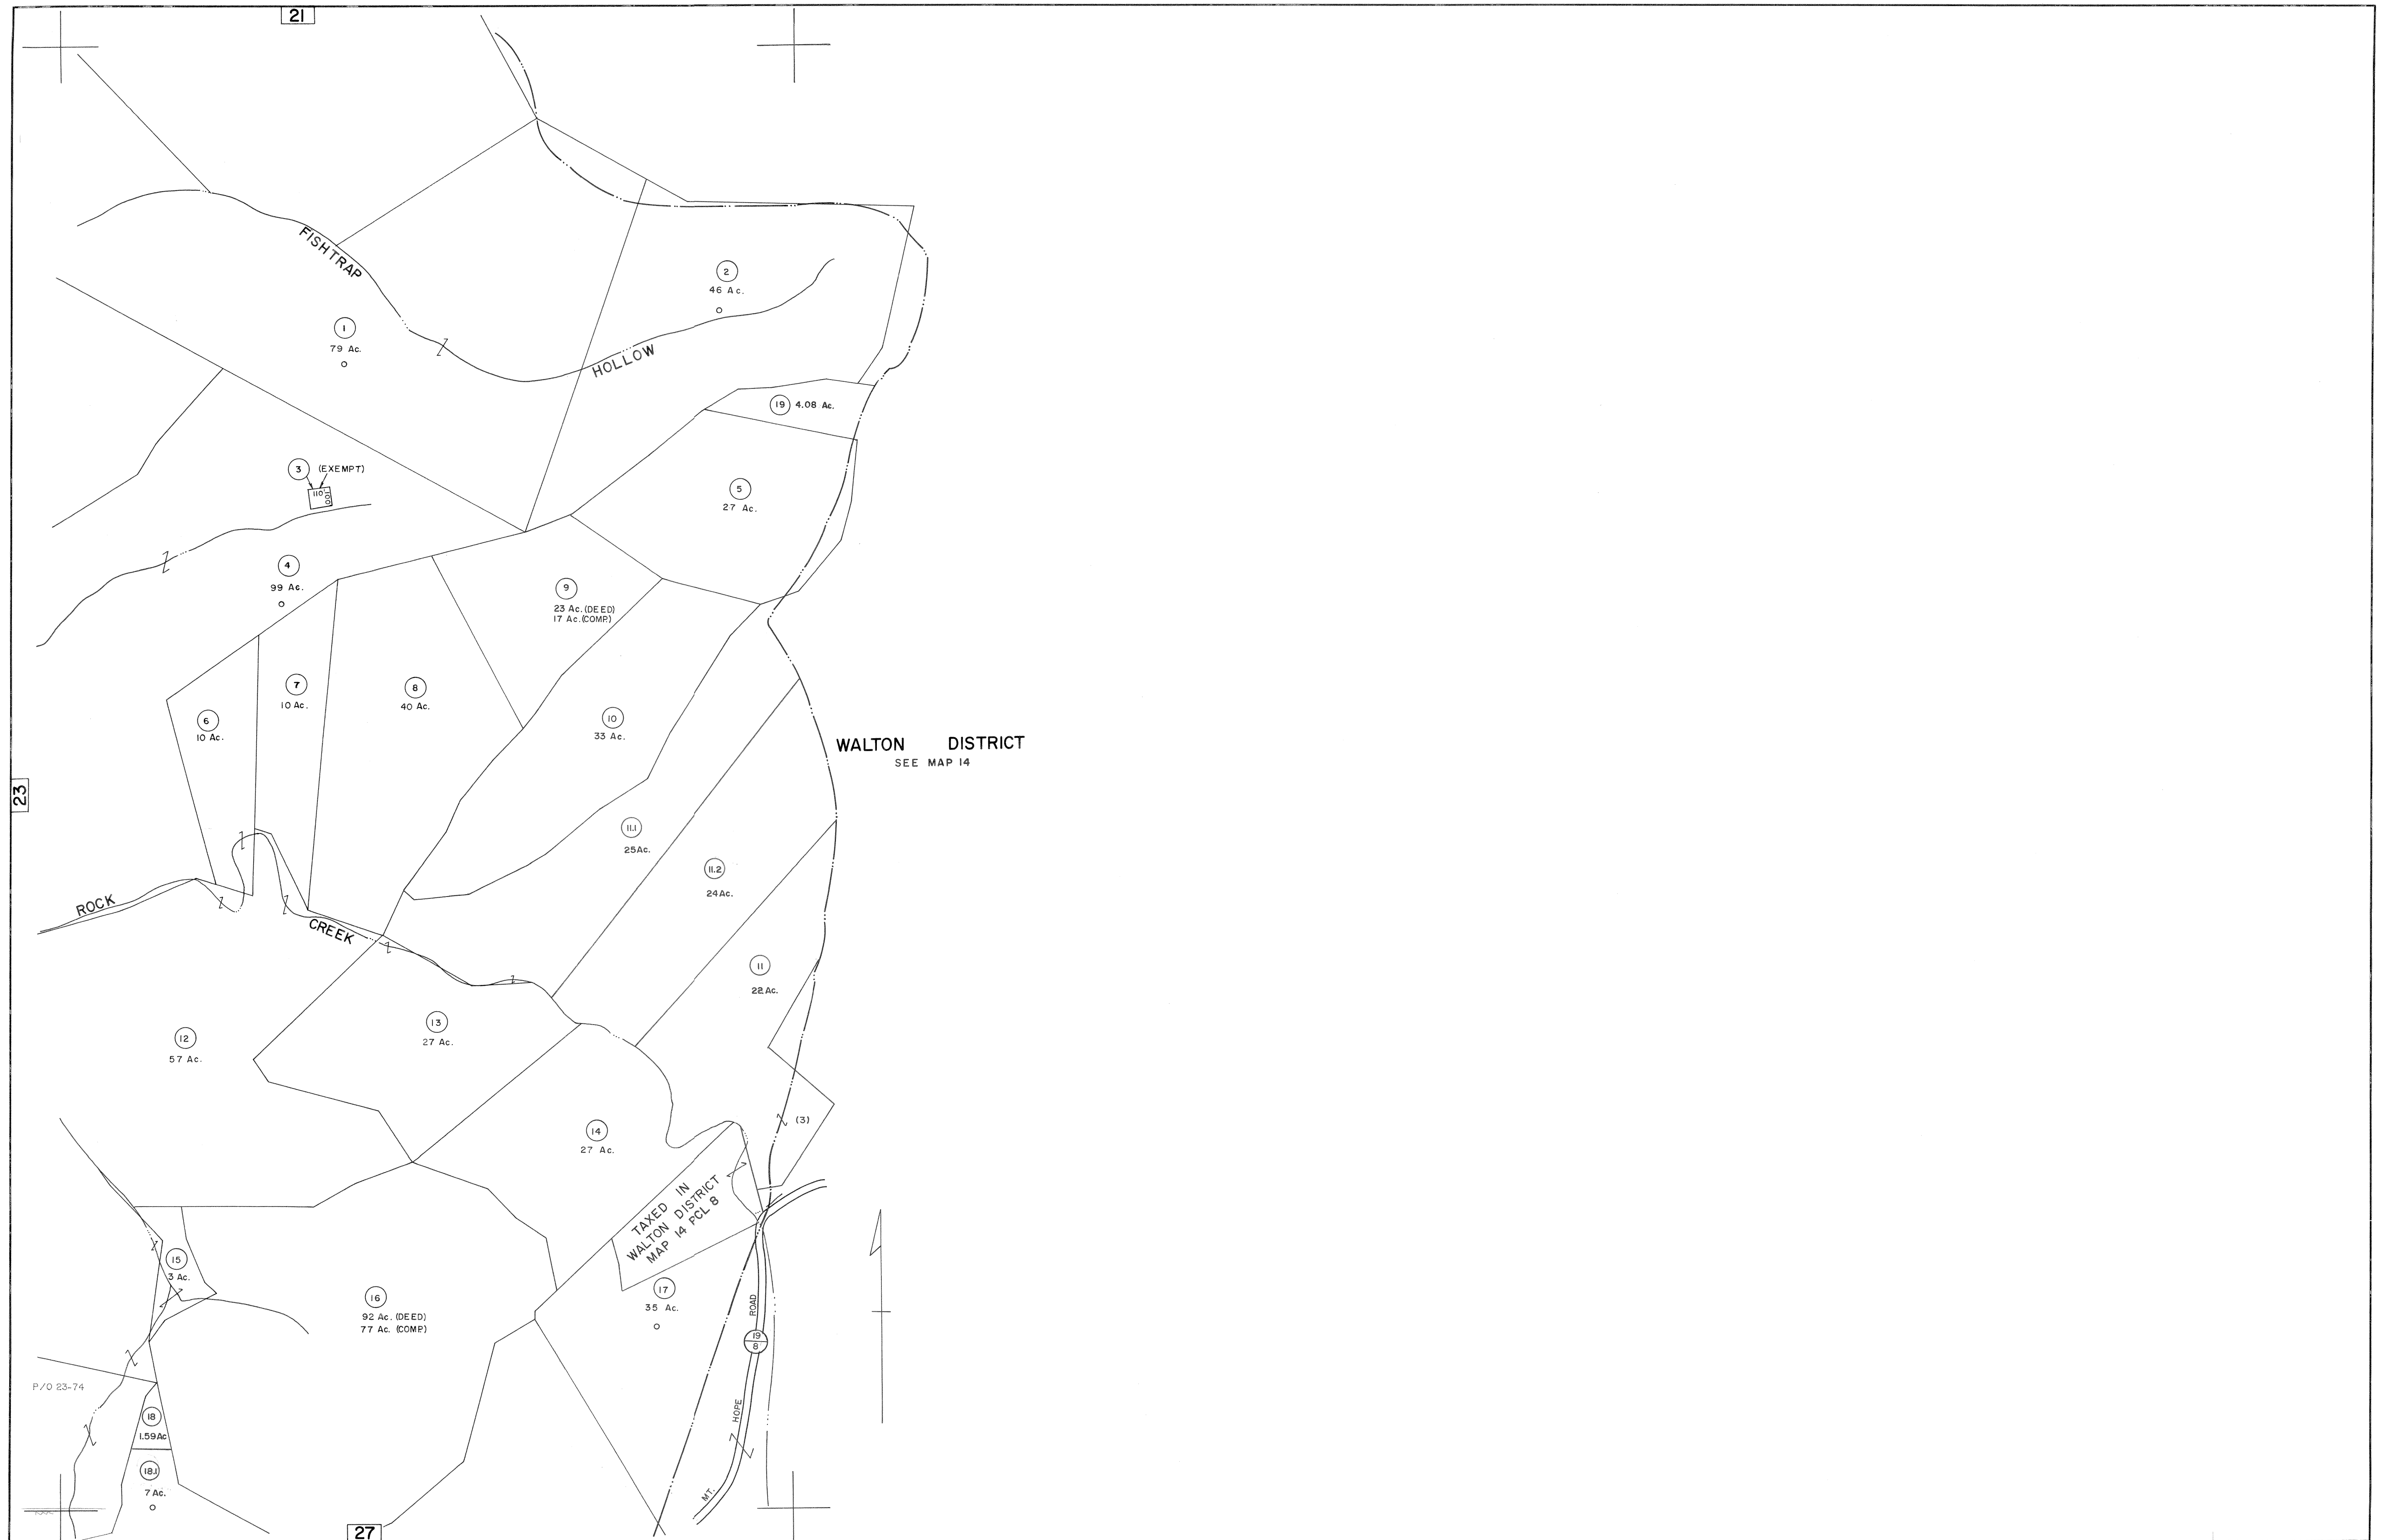 21
FISHTRAP
2
46 Ac.
1
79 Ac.
HOLLOW
19 4.08 Ac.
3 (EXEMPT)
110'
100'
5
27 Ac.
4
99 Ac.
9
23 Ac. (DEED)
17 Ac. (COMP.)
7
10 Ac.
8
40 Ac.
6
10 Ac.
10
33 Ac.
WALTON DISTRICT
SEE MAP 14
23
11.1
25 Ac.
11.2
24 Ac.
ROCK
CREEK
11
22 Ac.
13
27 Ac.
12
57 Ac.
(3)
14
27 Ac.
TAXED IN
WALTON DISTRICT
MAP 14 PCL 8
15
3 Ac.
17
35 Ac.
16
92 Ac. (DEED)
77 Ac. (COMP.)
ROAD
19
8
P/O 23-74
HOPE
18
1.59 Ac
18.1
7 Ac.
MT.
27